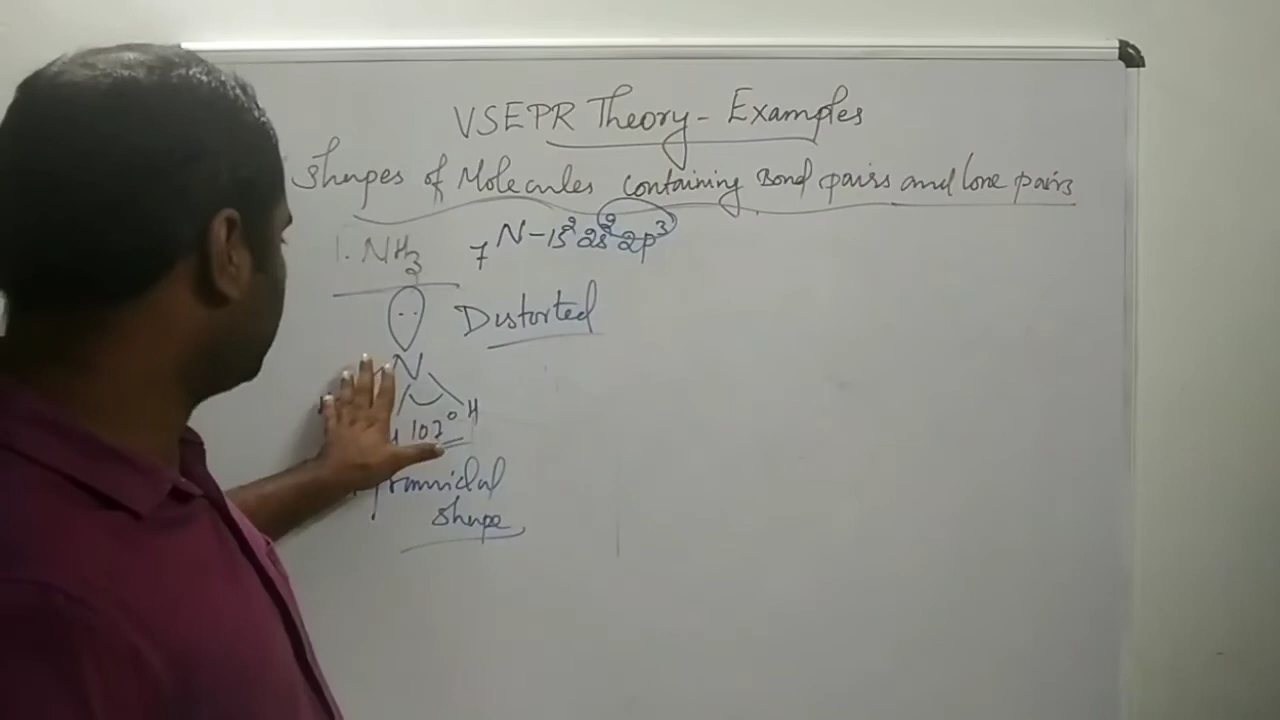 VSEPR Theory - Examples
Shapes of Molecules containing Bond pairs and lone pairs
1. NH3 7 N - 1s2 2s2 2p3
Distorted
N
H
107°
shape